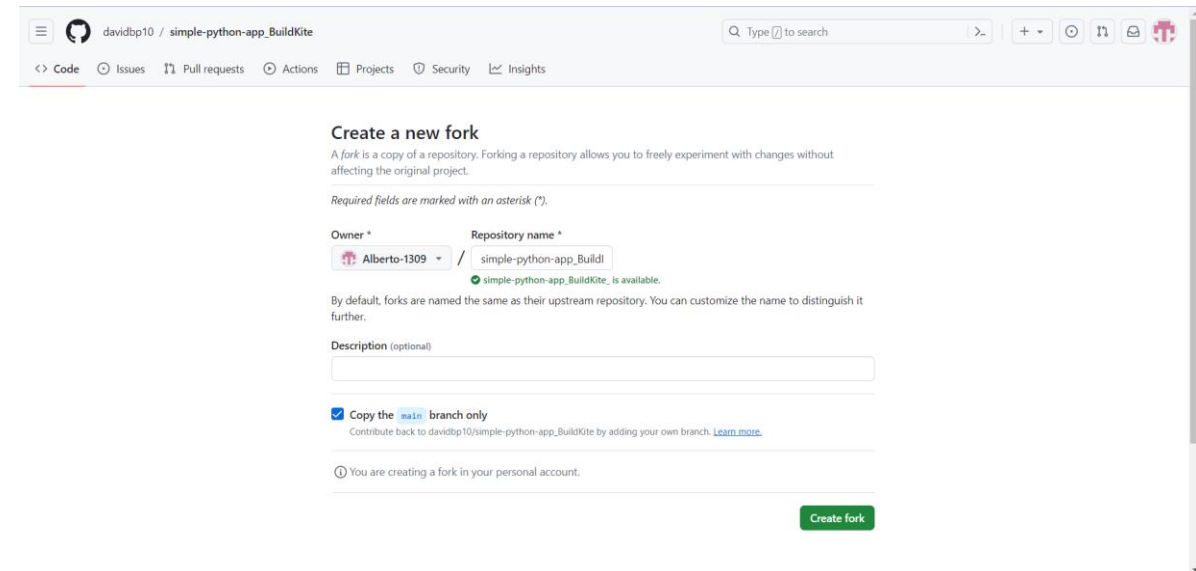 davidbp10 / simple-python-app_BuildKite
Type / to search
Code Issues Pull requests Actions Projects Security Insights
Create a new fork
A fork is a copy of a repository. Forking a repository allows you to freely experiment with changes without
affecting the original project.
Required fields are marked with an asterisk (*).
Owner * Repository name *
Alberto-1309 / simple-python-app_BuildI
simple-python-app_BuildKite_ is available.
By default, forks are named the same as their upstream repository. You can customize the name to distinguish it
further.
Description (optional)
Copy the main branch only
Contribute back to davidbp10/simple-python-app_BuildKite by adding your own branch. Learn more.
You are creating a fork in your personal account.
Create fork